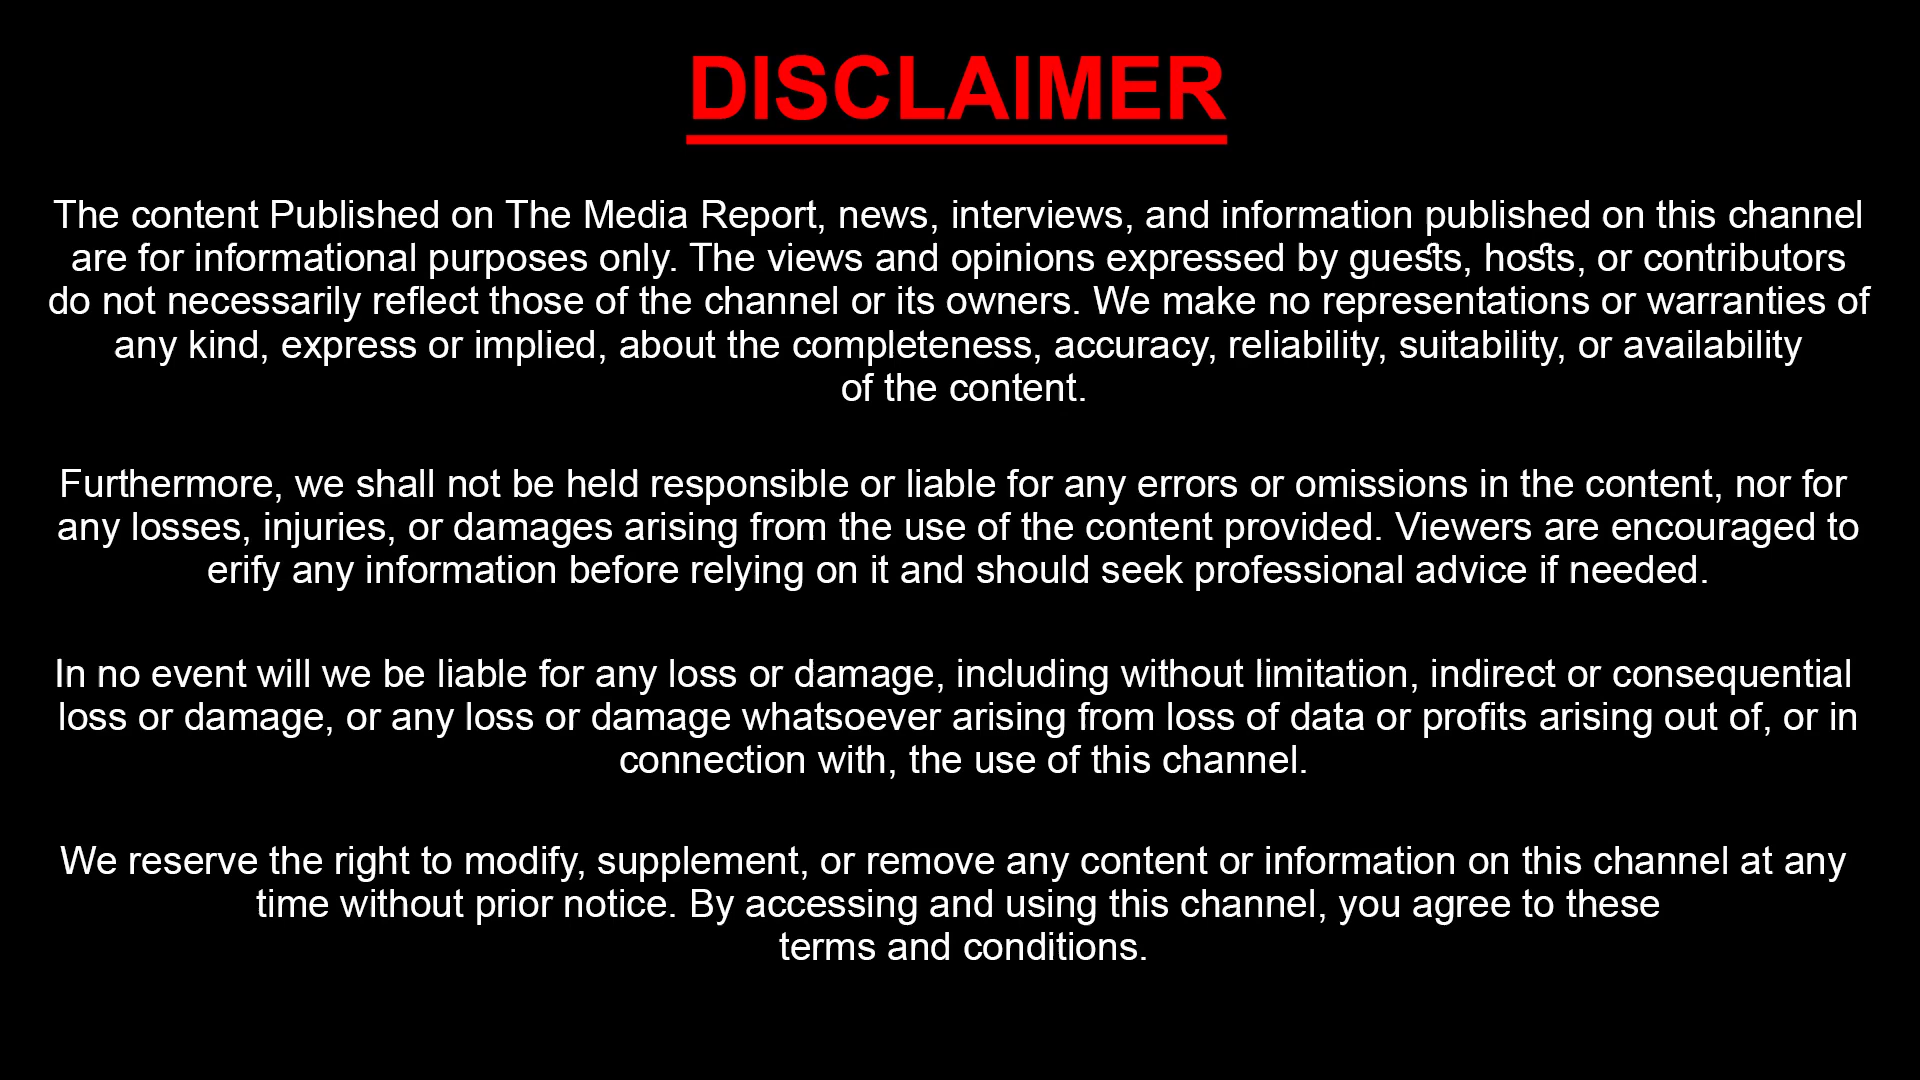 DISCLAIMER
The content Published on The Media Report, news, interviews, and information published on this channel
are for informational purposes only. The views and opinions expressed by guests, hosts, or contributors
do not necessarily reflect those of the channel or its owners. We make no representations or warranties of
any kind, express or implied, about the completeness, accuracy, reliability, suitability, or availability
of the content.
Furthermore, we shall not be held responsible or liable for any errors or omissions in the content, nor for
any losses, injuries, or damages arising from the use of the content provided. Viewers are encouraged to
erify any information before relying on it and should seek professional advice if needed.
In no event will we be liable for any loss or damage, including without limitation, indirect or consequential
loss or damage, or any loss or damage whatsoever arising from loss of data or profits arising out of, or in
connection with, the use of this channel.
We reserve the right to modify, supplement, or remove any content or information on this channel at any
time without prior notice. By accessing and using this channel, you agree to these
terms and conditions.